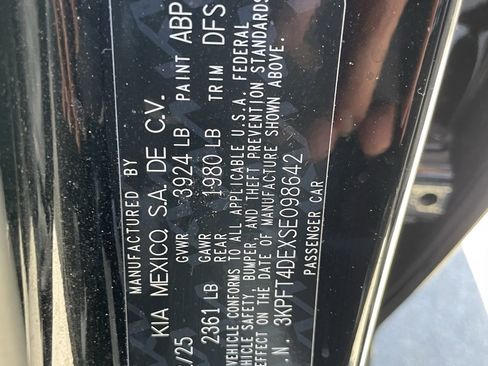 MANUFACTURED BY
KIA MEXICO, S.A. DE C.V.
/25 GVWR 3924 LB PAINT ABP
2361 LB GAWR REAR 1980 LB TRIM DFS
VEHICLE CONFORMS TO ALL APPLICABLE U.S.A. FEDERAL
SAFETY, BUMPER, AND THEFT PREVENTION STANDARDS
EFFECT ON THE DATE OF MANUFACTURE SHOWN ABOVE.
.N. 3KPFT4DEXSE098642
PASSENGER CAR